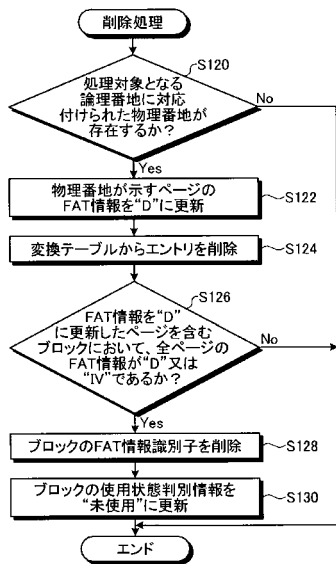 削除処理
S120
処理対象となる
論理番地に対応
付けられた物理番地が
存在するか？
No
Yes
物理番地が示すページの
FAT情報を“D”に更新
S122
変換テーブルからエントリを削除
S124
S126
FAT情報を“D”
に更新したページを含む
ブロックにおいて、全ページの
FAT情報が“D”又は
“IV”であるか？
No
Yes
ブロックのFAT情報識別子を削除
S128
ブロックの使用状態判別情報を
“未使用”に更新
S130
エンド